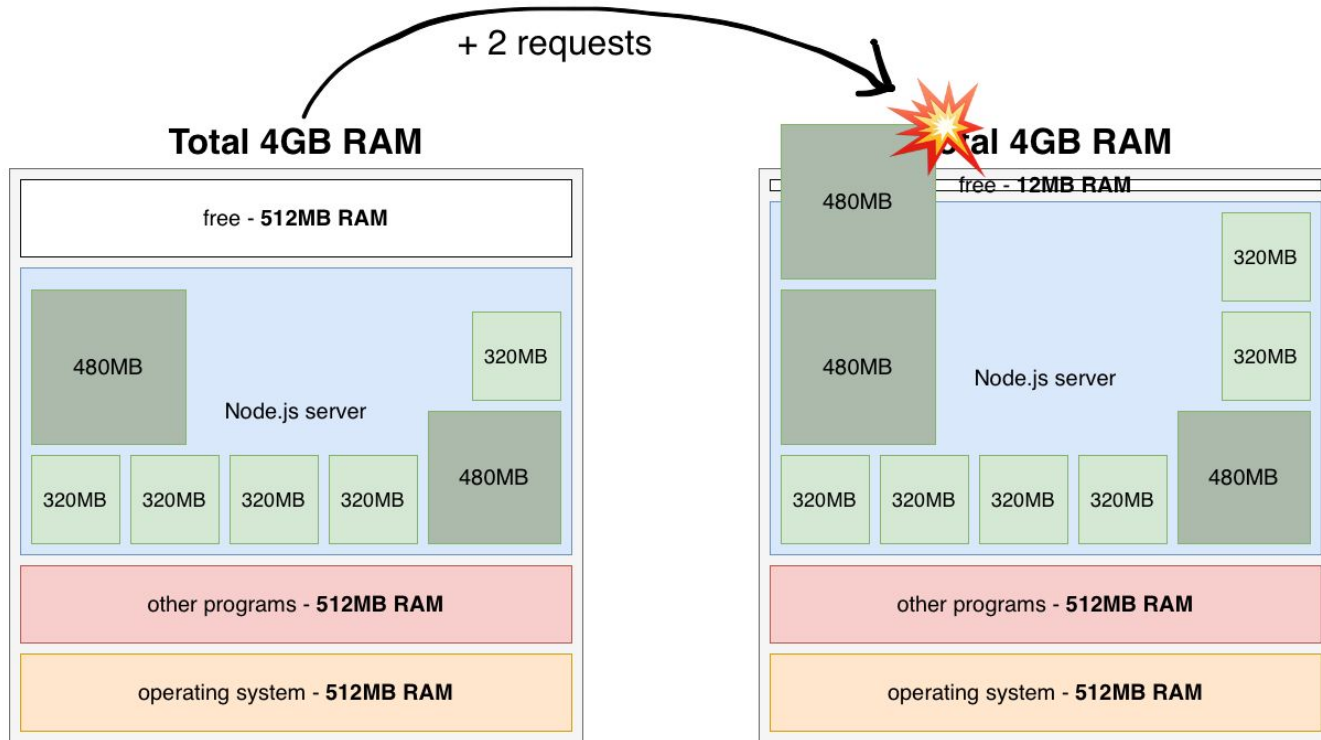 + 2 requests
Total 4GB RAM
free - 512MB RAM
480MB
320MB
Node.js server
480MB
320MB
320MB
320MB
320MB
other programs - 512MB RAM
operating system - 512MB RAM
tal 4GB RAM
480MB
free - 12MB RAM
320MB
480MB
320MB
Node.js server
480MB
320MB
320MB
320MB
320MB
other programs - 512MB RAM
operating system - 512MB RAM